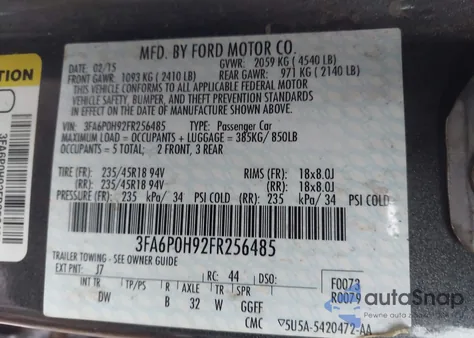 MFD. BY FORD MOTOR CO.
DATE: 02/15 GVWR: 2059 KG ( 4540 LB)
FRONT GAWR: 1093 KG ( 2410 LB) REAR GAWR: 971 KG ( 2140 LB)
THIS VEHICLE CONFORMS TO ALL APPLICABLE FEDERAL MOTOR
VEHICLE SAFETY, BUMPER, AND THEFT PREVENTION STANDARDS IN
EFFECT ON THE DATE OF MANUFACTURE SHOWN ABOVE.
VIN: 3FA6P0H92FR256485 TYPE: Passenger Car
MAXIMUM LOAD = OCCUPANTS + LUGGAGE = 385KG/ 850LB
OCCUPANTS = 5 TOTAL; 2 FRONT, 3 REAR
TIRE (FR): 235/45R18 94V RIMS (FR): 18x8.0J
(RR): 235/45R18 94V (RR): 18x8.0J
PRESSURE (FR): 235 kPa/ 34 PSI COLD (RR): 235 kPa/ 34 PSI COLD
3FA6P0H92FR256485
TRAILER TOWING - SEE OWNER GUIDE
EXT PNT: J7 RC: 44 DSO: F0073
R0079
INT TR TP/PS R AX TR SPR
DW B 32 W GGFF
CMC 5U5A-5420472-AA
TION
autoSnap